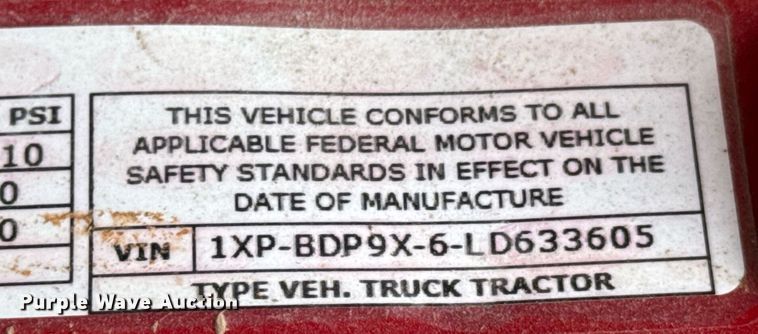 PSI
10
0
0
THIS VEHICLE CONFORMS TO ALL
APPLICABLE FEDERAL MOTOR VEHICLE
SAFETY STANDARDS IN EFFECT ON THE
DATE OF MANUFACTURE
VIN 1XP-BDP9X-6-LD633605
TYPE VEH. TRUCK TRACTOR
Purple Wave Auction